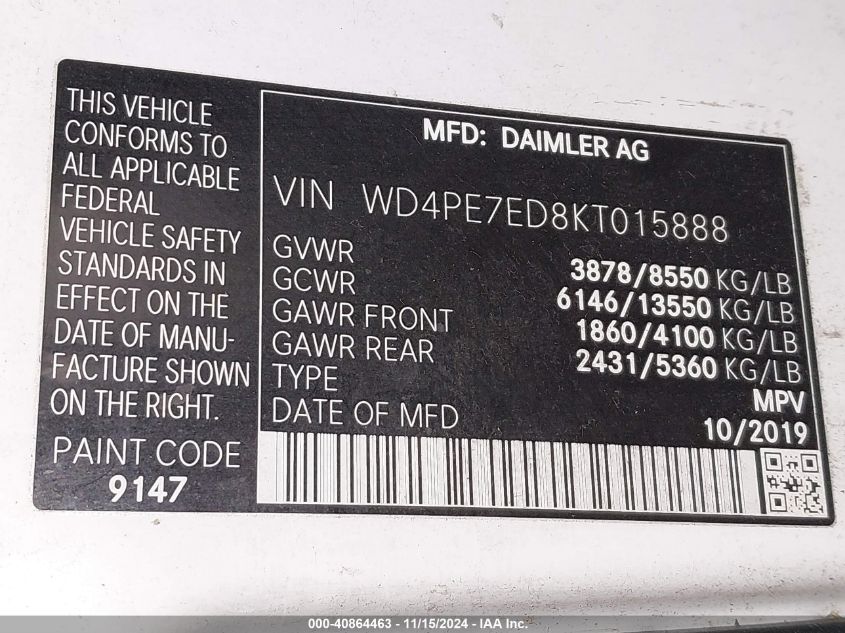 THIS VEHICLE
CONFORMS TO
ALL APPLICABLE
FEDERAL
VEHICLE SAFETY
STANDARDS IN
EFFECT ON THE
DATE OF MANU-
FACTURE SHOWN
ON THE RIGHT.
PAINT CODE
9147
MFD: DAIMLER AG
VIN WD4PE7ED8KT015888
GVWR 3878/8550 KG/LB
GCWR 6146/13550 KG/LB
GAWR FRONT 1860/4100 KG/LB
GAWR REAR 2431/5360 KG/LB
TYPE MPV
DATE OF MFD 10/2019
000-40864463 - 11/15/2024 - IAA Inc.